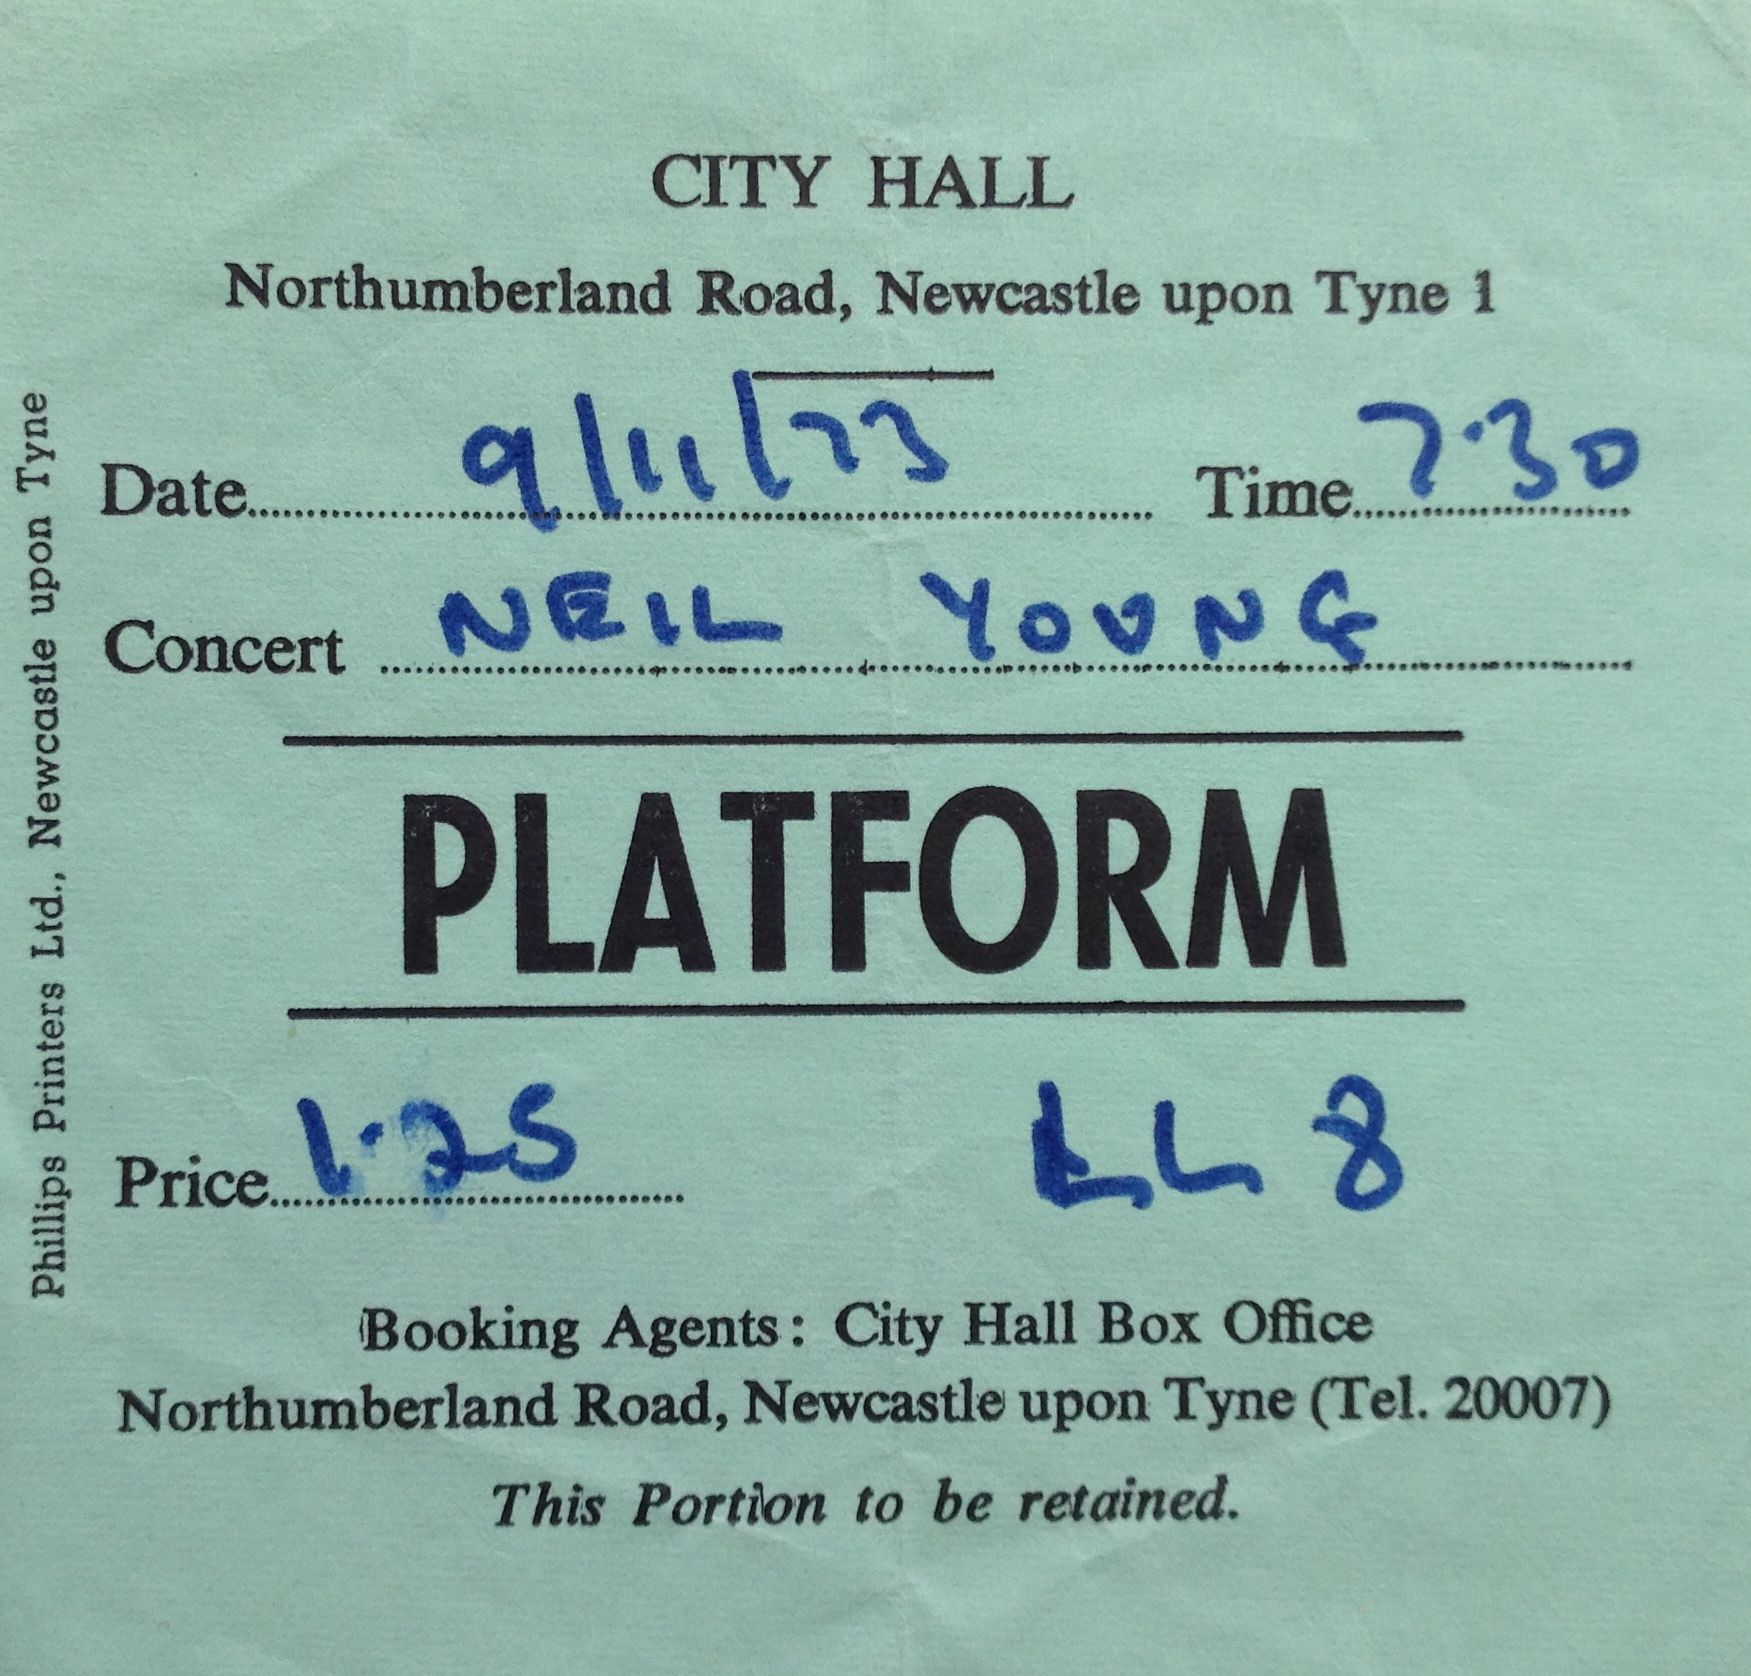 CITY HALL
Northumberland Road, Newcastle upon Tyne 1
Date 9/11/73 Time 7.30
Concert NEIL YOUNG
PLATFORM
Price 1.25 LL 8
Booking Agents: City Hall Box Office
Northumberland Road, Newcastle upon Tyne (Tel. 20007)
This Portion to be retained.
Phillips Printers Ltd., Newcastle upon Tyne